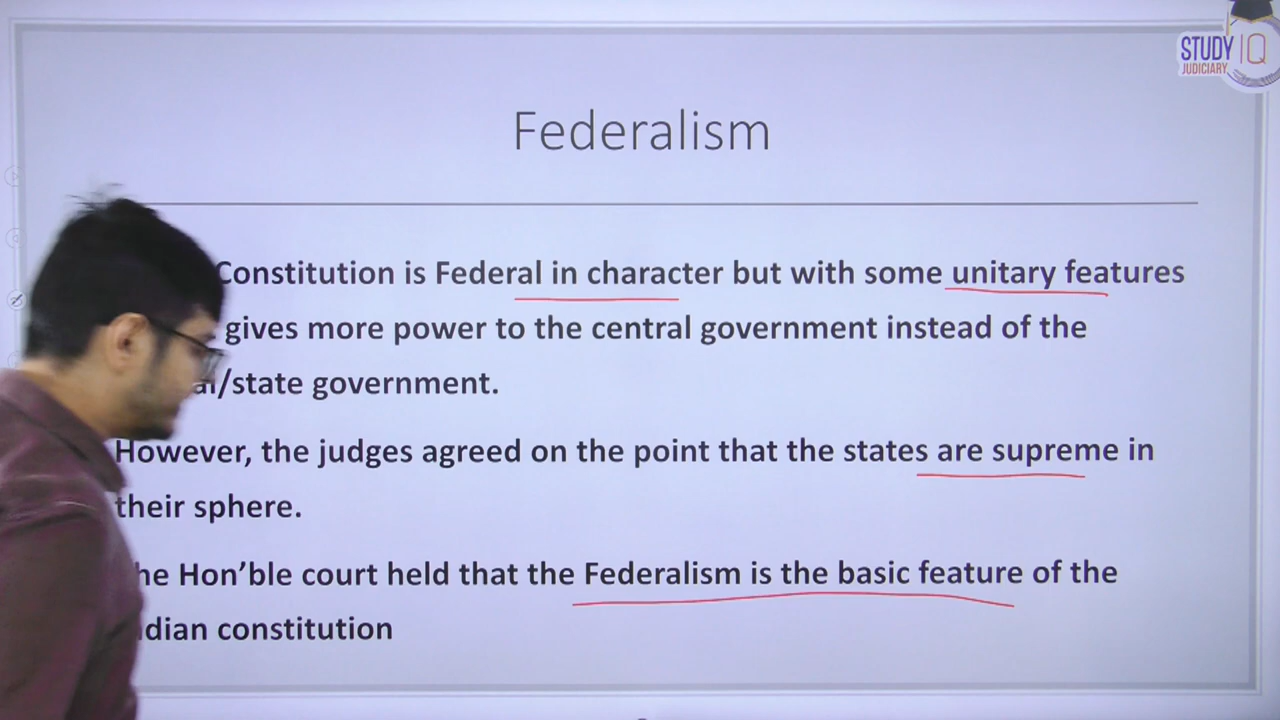 STUDY IQ
JUDICIARY
Federalism
Constitution is Federal in character but with some unitary features
gives more power to the central government instead of the
/state government.
However, the judges agreed on the point that the states are supreme in
their sphere.
he Hon'ble court held that the Federalism is the basic feature of the
dian constitution